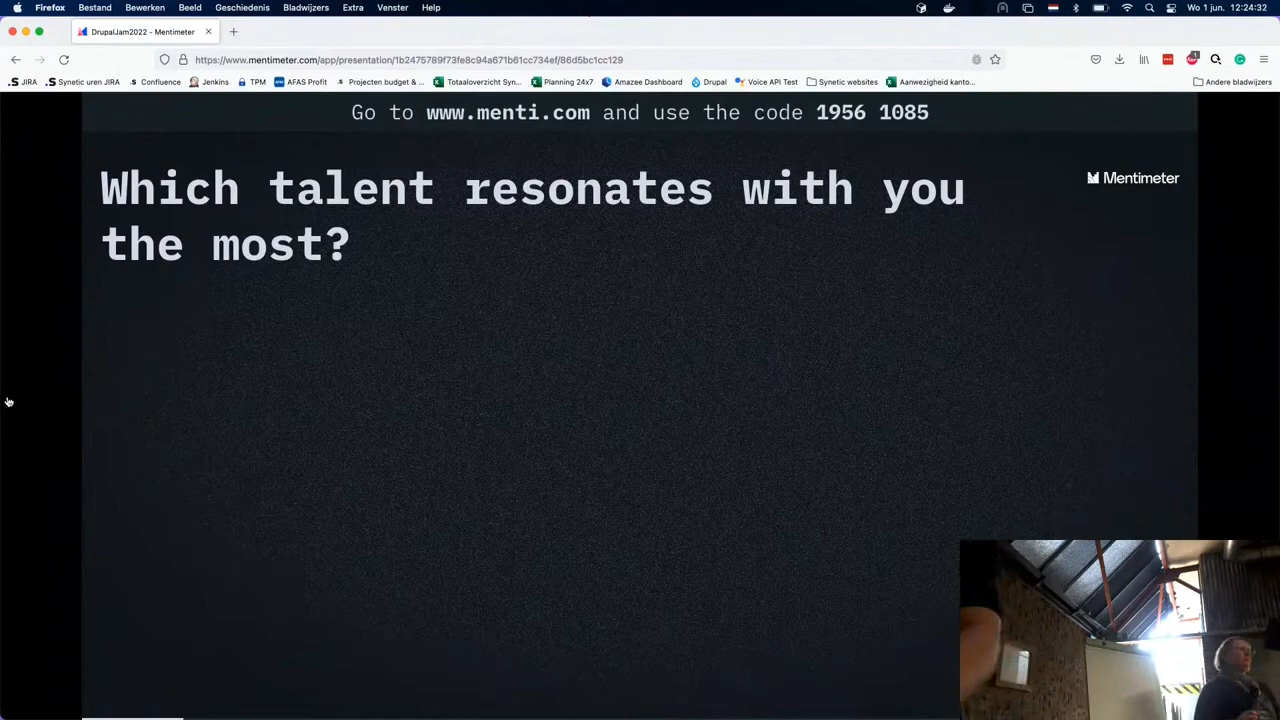 Firefox Bestand Bewerken Beeld Geschiedenis Bladwijzers Extra Venster Help Wo 1 jun. 12:24:32
DrupalJam2022 - Mentimeter
https://www.mentimeter.com/app/presentation/1b2475789f73fe8c94a671b61cc734ef/86d5bc1cc129
JIRA Synetic uren JIRA Confluence Jenkins TPM AFAS Profit Projecten budget & ... Totaaloverzicht Syn... Planning 24x7 Amazee Dashboard Drupal Voice API Test Synetic websites Aanwezigheid kanto... Andere bladwijzers
Go to www.menti.com and use the code 1956 1085
Which talent resonates with you
the most?
Mentimeter